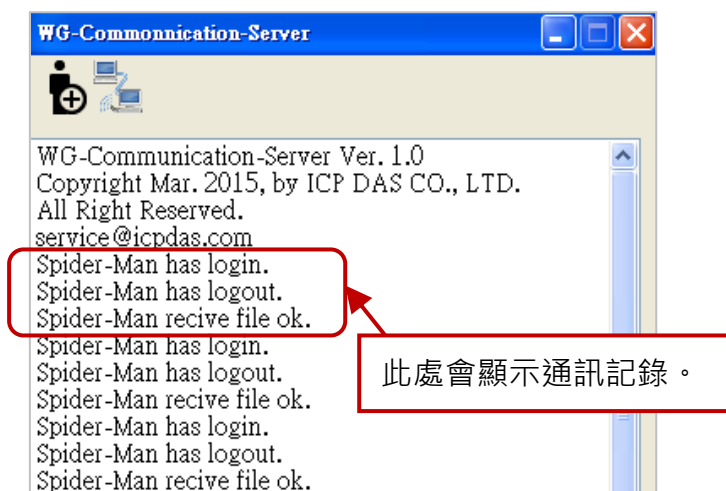 WG-Commonnication-Server
WG-Communication-Server Ver. 1.0
Copyright Mar. 2015, by ICP DAS CO., LTD.
All Right Reserved.
service@icpdas.com
Spider-Man has login.
Spider-Man has logout.
Spider-Man recive file ok.
Spider-Man has login.
Spider-Man has logout.
Spider-Man recive file ok.
Spider-Man has login.
Spider-Man has logout.
Spider-Man recive file ok.
此處會顯示通訊記錄。